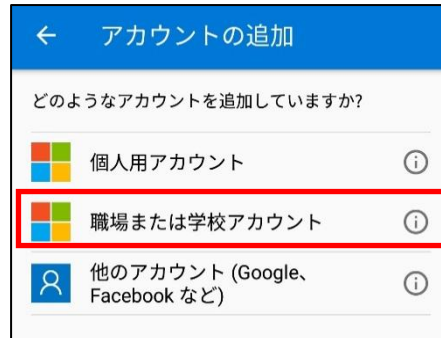 アカウントの追加
どのようなアカウントを追加していますか?
個人用アカウント
職場または学校アカウント
他のアカウント (Google、
Facebook など)